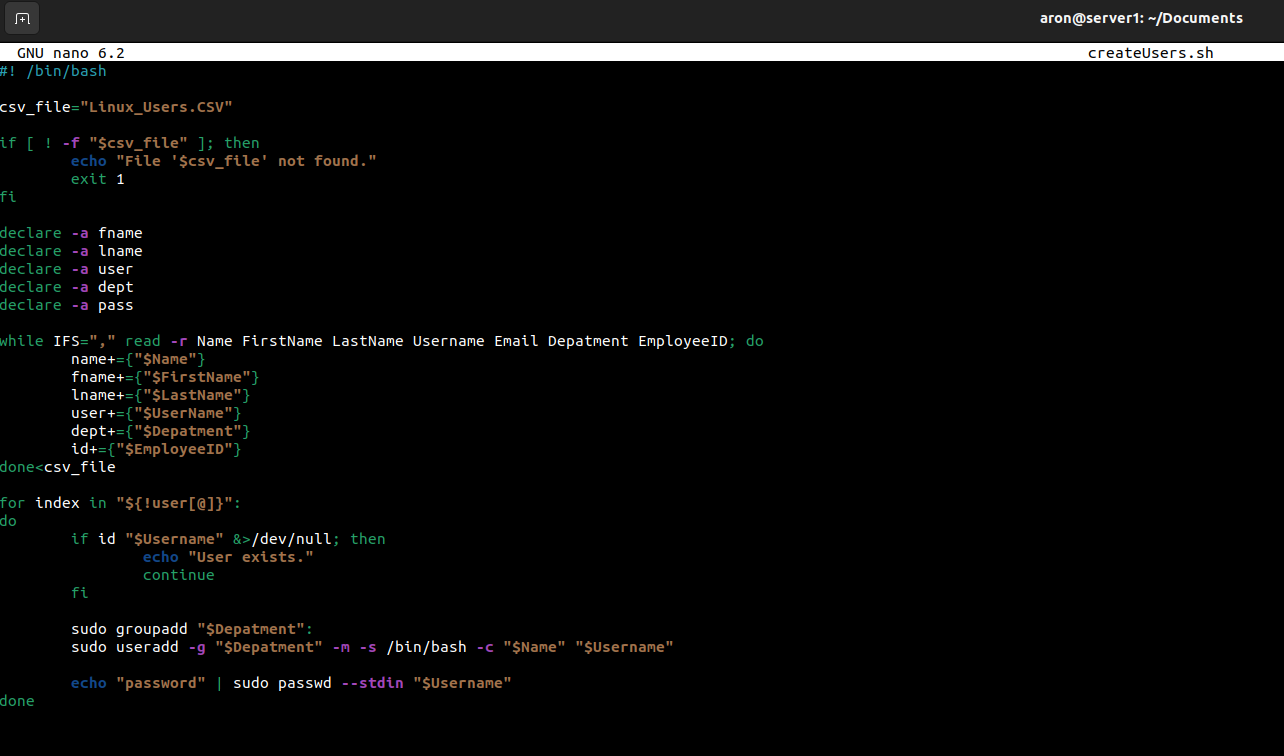 aron@server1: ~/Documents
GNU nano 6.2 createUsers.sh
#! /bin/bash
csv_file="Linux_Users.CSV"
if [ ! -f "$csv_file" ]; then
echo "File '$csv_file' not found."
exit 1
fi
declare -a fname
declare -a lname
declare -a user
declare -a dept
declare -a pass
while IFS="," read -r Name FirstName LastName Username Email Depatment EmployeeID; do
name+={"$Name"}
fname+={"$FirstName"}
lname+={"$LastName"}
user+={"$UserName"}
dept+={"$Depatment"}
id+={"$EmployeeID"}
done<csv_file
for index in "${!user[@]}":
do
if id "$Username" &>/dev/null; then
echo "User exists."
continue
fi
sudo groupadd "$Depatment":
sudo useradd -g "$Depatment" -m -s /bin/bash -c "$Name" "$Username"
echo "password" | sudo passwd --stdin "$Username"
done